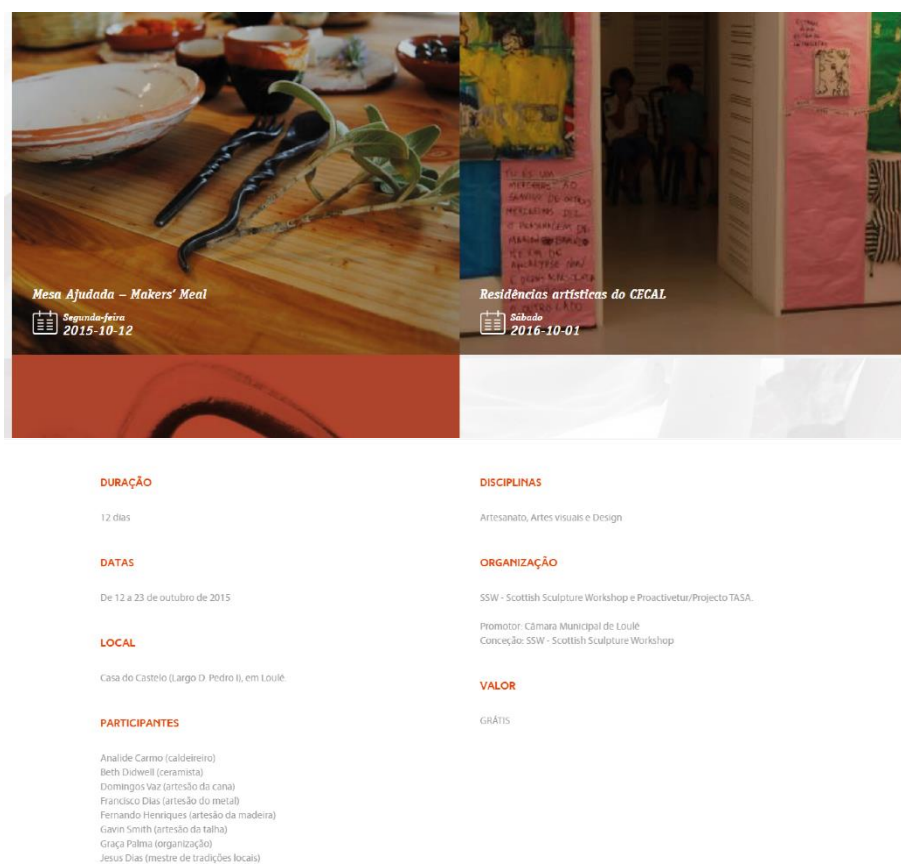 Mesa Ajudada – Makers' Meal
Segunda-feira
2015-10-12
TU ÉS UM
Residências artísticas do CECAL
Sábado
2016-10-01
DURAÇÃO
12 dias
DATAS
De 12 a 23 de outubro de 2015
LOCAL
Casa do Castelo (Largo D. Pedro I), em Loulé.
PARTICIPANTES
Analide Carmo (caldeireiro)
Beth Didwell (ceramista)
Domingos Vaz (artesão da cana)
Francisco Dias (artesão do metal)
Fernando Henriques (artesão da madeira)
Gavin Smith (artesão da talha)
Graça Palma (organização)
Jesus Dias (mestre de tradições locais)
DISCIPLINAS
Artesanato, Artes visuais e Design
ORGANIZAÇÃO
SSW - Scottish Sculpture Workshop e Proactivetur/Projecto TASA.
Promotor: Câmara Municipal de Loulé
Conceção: SSW - Scottish Sculpture Workshop
VALOR
GRÁTIS